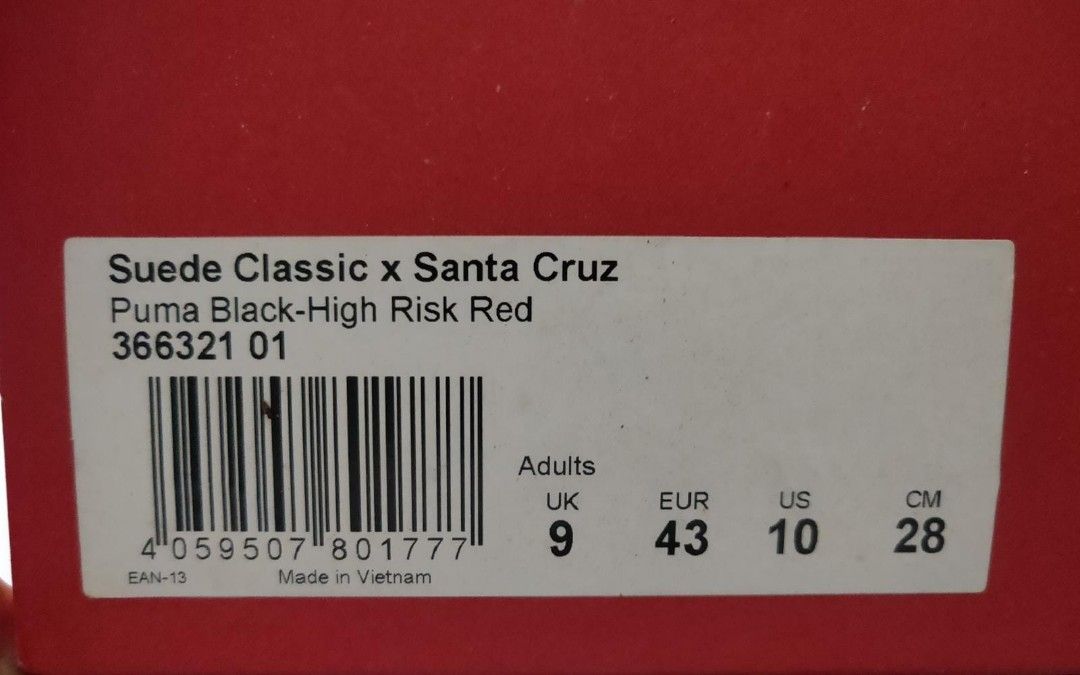 Suede Classic x Santa Cruz
Puma Black-High Risk Red
366321 01
Adults
UK EUR US CM
9 43 10 28
4 059507 801777
EAN-13 Made in Vietnam